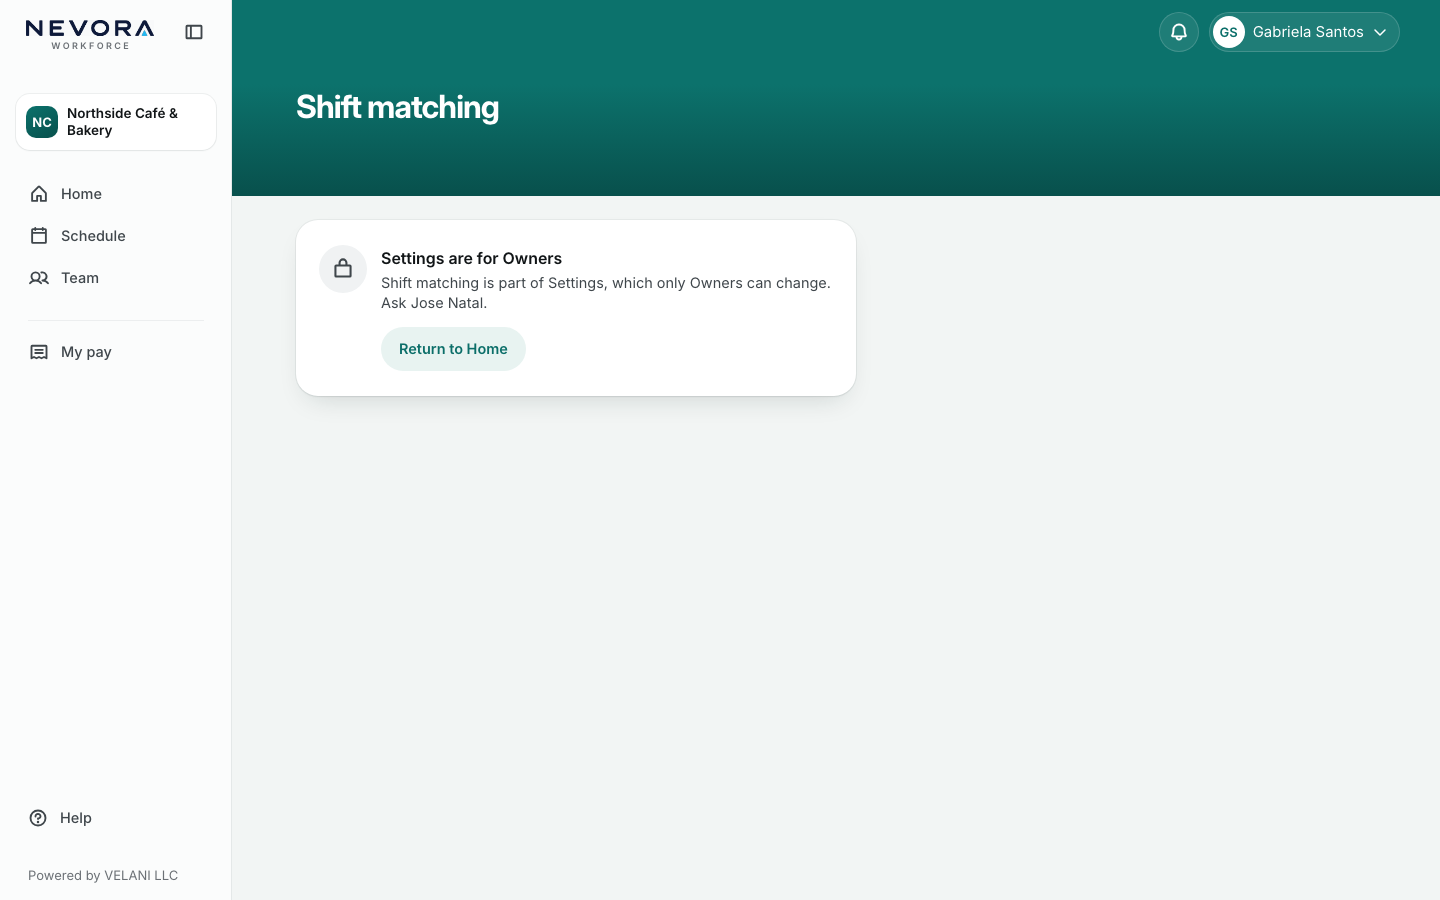 NEVORA
WORKFORCE
GS
Gabriela Santos
Shift matching
NC
Northside Café &
Bakery
Home
Schedule
Team
My pay
Settings are for Owners
Shift matching is part of Settings, which only Owners can change.
Ask Jose Natal.
Return to Home
Help
Powered by VELANI LLC